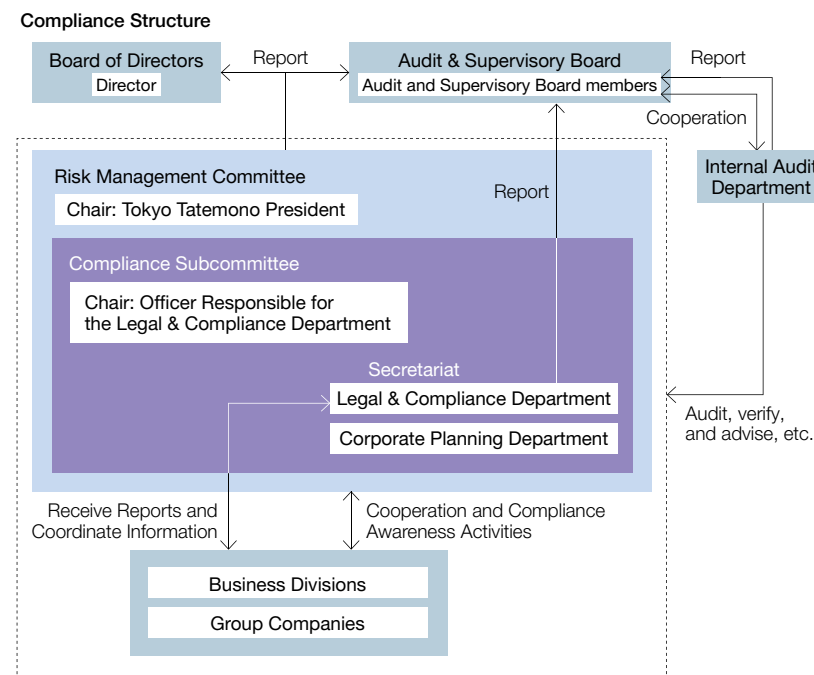 Compliance Structure
Board of Directors
Director
Report
Audit & Supervisory Board
Audit and Supervisory Board members
Report
Cooperation
Internal Audit
Department
Risk Management Committee
Chair: Tokyo Tatemono President
Report
Compliance Subcommittee
Chair: Officer Responsible for
the Legal & Compliance Department
Secretariat
Legal & Compliance Department
Corporate Planning Department
Audit, verify,
and advise, etc.
Receive Reports and
Coordinate Information
Cooperation and Compliance
Awareness Activities
Business Divisions
Group Companies